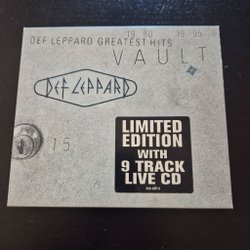 19 80 19 95
DEF LEPPARD GREATEST HITS
VAULT
DEF LEPPARD
15
LIMITED
EDITION
WITH
9 TRACK
LIVE CD